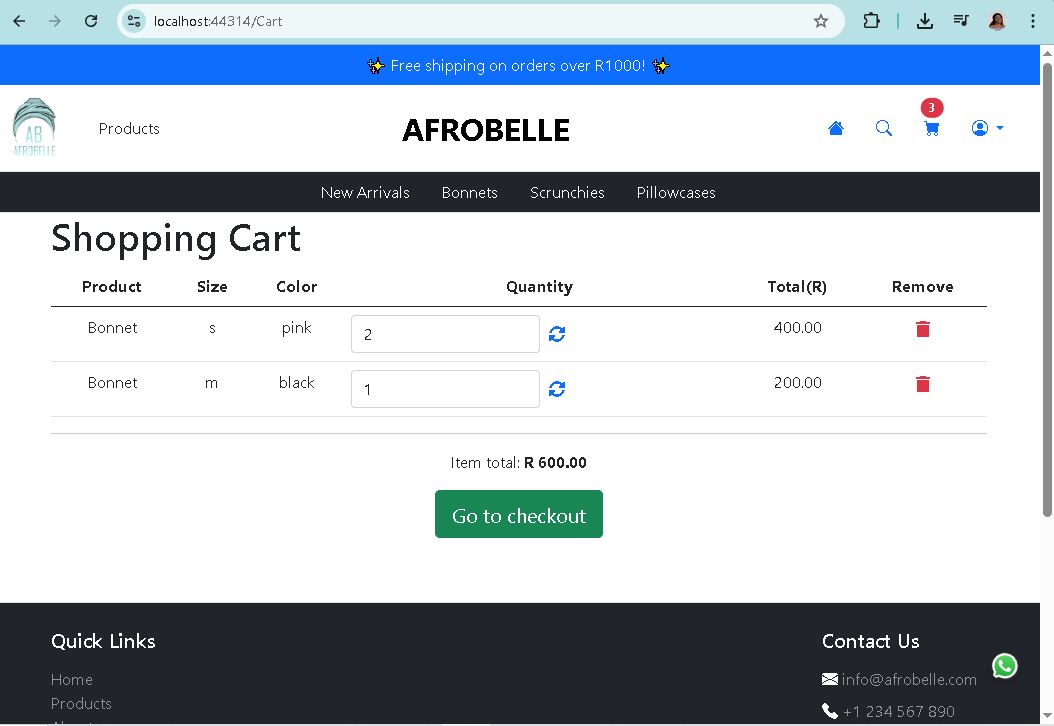 localhost:44314/Cart
✨ Free shipping on orders over R1000! ✨
AB
AFROBELLE
Products
AFROBELLE
3
New Arrivals Bonnets Scrunchies Pillowcases
Shopping Cart
Product Size Color Quantity Total(R) Remove
Bonnet s pink 2 400.00
Bonnet m black 1 200.00
Item total: R 600.00
Go to checkout
Quick Links
Home
Products
Contact Us
info@afrobelle.com
+1 234 567 890